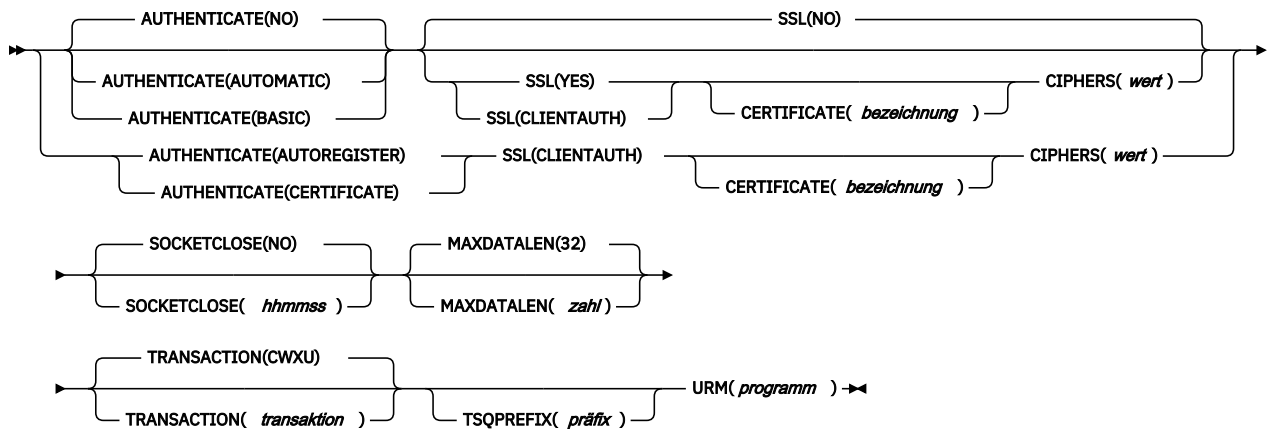 AUTHENTICATE(NO) SSL(NO)
AUTHENTICATE(AUTOMATIC) SSL(YES) CIPHERS( wert )
CERTIFICATE( bezeichnung )
AUTHENTICATE(BASIC) SSL(CLIENTAUTH)
AUTHENTICATE(AUTOREGISTER) SSL(CLIENTAUTH) CIPHERS( wert )
AUTHENTICATE(CERTIFICATE) CERTIFICATE( bezeichnung )
SOCKETCLOSE(NO) MAXDATALEN(32)
SOCKETCLOSE( hhmmss ) MAXDATALEN( zahl )
TRANSACTION(CWXU)
URM( programm )
TRANSACTION( transaktion ) TSQPREFIX( präfix )